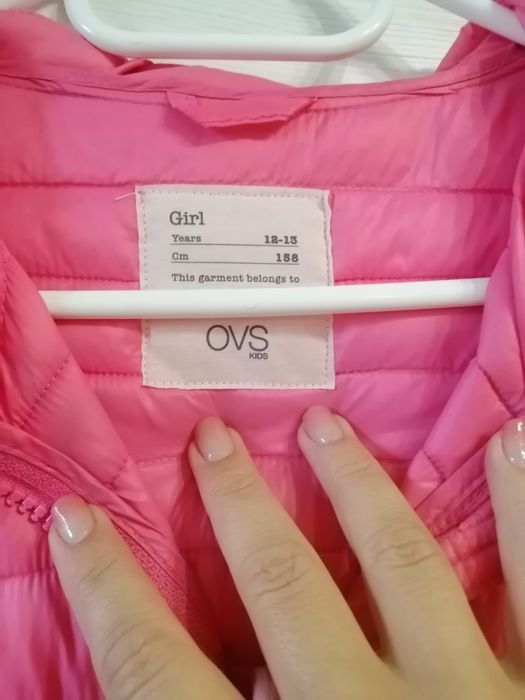 Girl
Years 12-13
Cm 158
This garment belongs to
OVS
KIDS